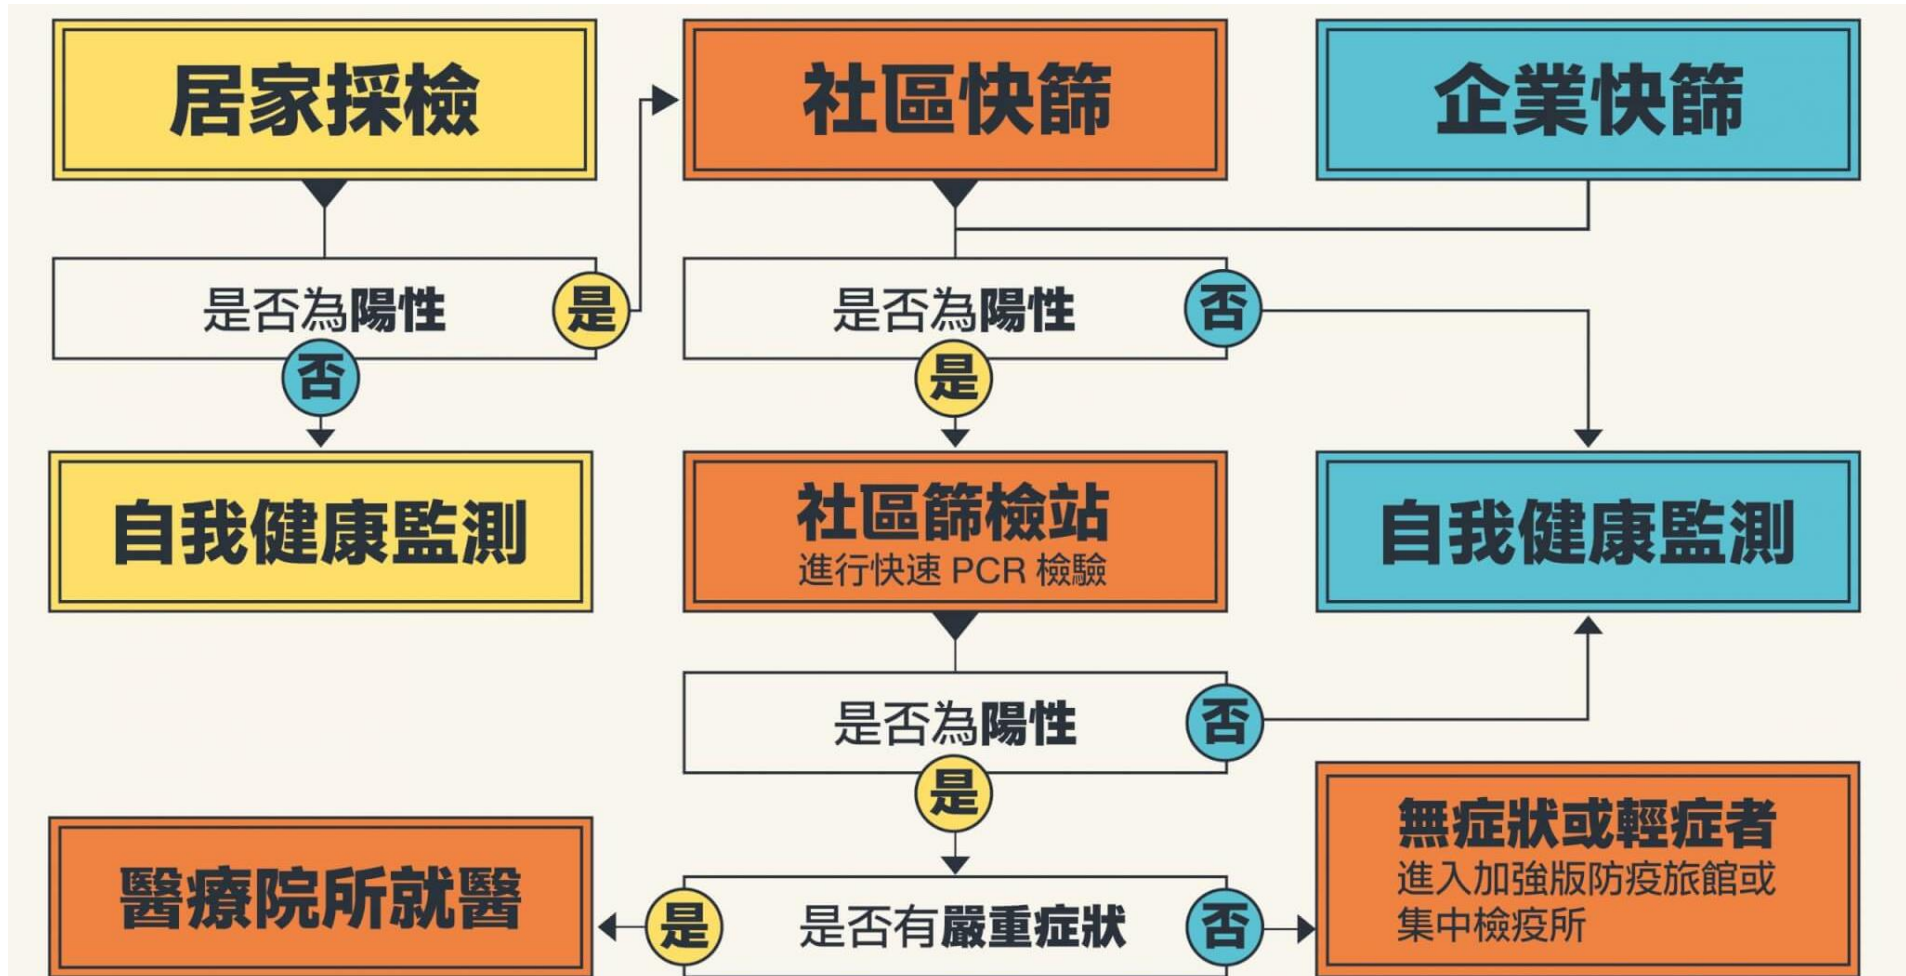 居家採檢
社區快篩
企業快篩
是否為陽性
是
是否為陽性
否
否
是
自我健康監測
社區篩檢站
進行快速 PCR 檢驗
自我健康監測
是否為陽性
否
是
醫療院所就醫
是
是否有嚴重症狀
否
無症狀或輕症者
進入加強版防疫旅館或
集中檢疫所